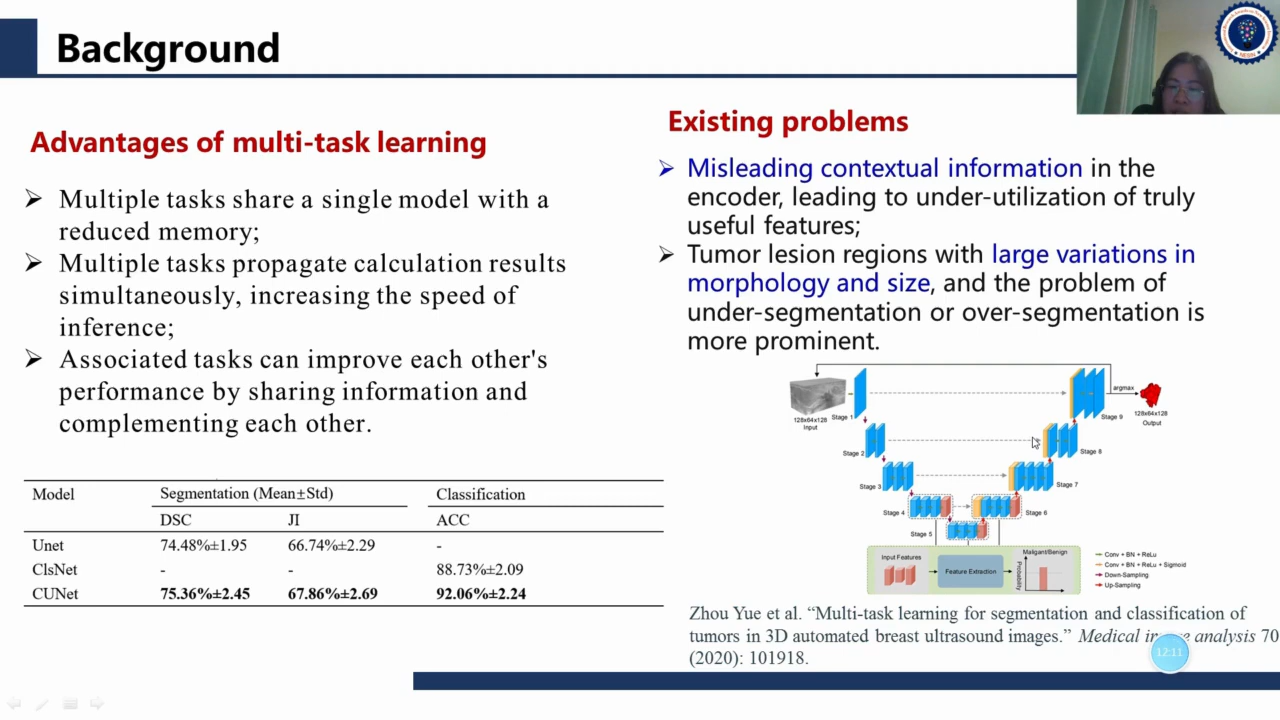 Background
Advantages of multi-task learning
Multiple tasks share a single model with a
reduced memory;
Multiple tasks propagate calculation results
simultaneously, increasing the speed of
inference;
Associated tasks can improve each other's
performance by sharing information and
complementing each other.
Model Segmentation (Mean±Std) Classification
DSC JI ACC
Unet 74.48%±1.95 66.74%±2.29 -
ClsNet - - 88.73%±2.09
CUNet 75.36%±2.45 67.86%±2.69 92.06%±2.24
Existing problems
Misleading contextual information in the
encoder, leading to under-utilization of truly
useful features;
Tumor lesion regions with large variations in
morphology and size, and the problem of
under-segmentation or over-segmentation is
more prominent.
128x64x128
Input
Stage 1
Stage 2
Stage 3
Stage 4
Stage 5
Stage 6
Stage 7
Stage 8
Stage 9
argmax
128x64x128
Output
Input Features
Feature Extraction
Maligant/Benign
Probability
Conv + BN + ReLu
Conv + BN + ReLu + Sigmoid
Down-Sampling
Up-Sampling
Zhou Yue et al. “Multi-task learning for segmentation and classification of
tumors in 3D automated breast ultrasound images.” Medical analysis 70
(2020): 101918.
12:11